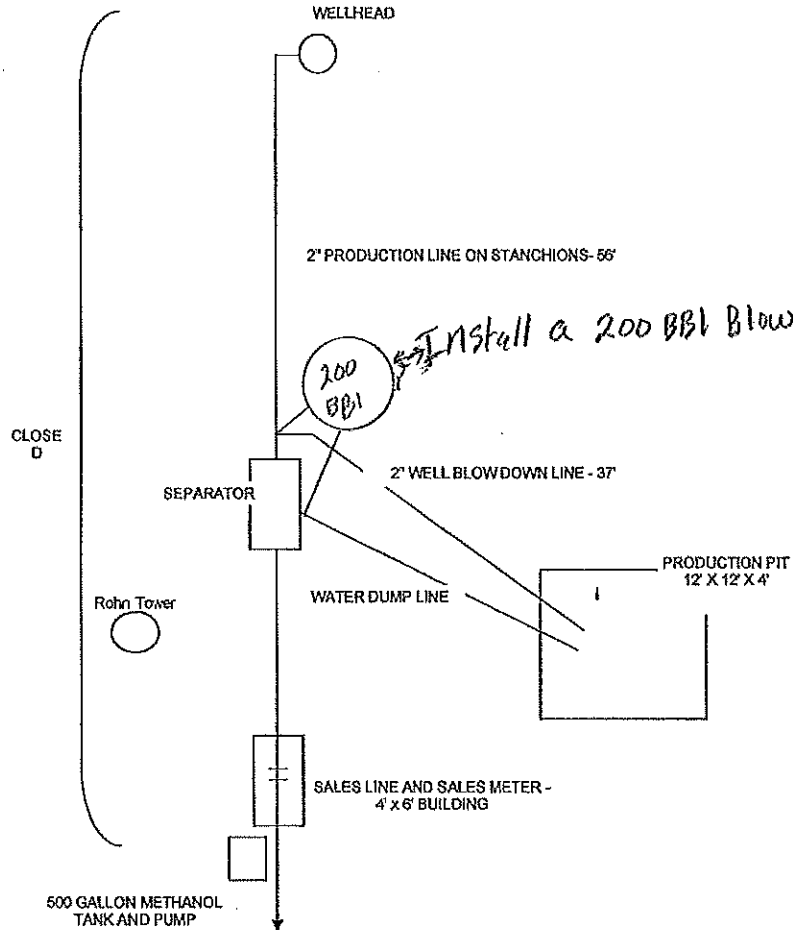 WELLHEAD
2" PRODUCTION LINE ON STANCHIONS- 56'
Install a 200 BBl Blow
200
BBl
CLOSE
D
2" WELL BLOW DOWN LINE - 37'
SEPARATOR
PRODUCTION PIT
12' X 12' X 4'
WATER DUMP LINE
Rohn Tower
SALES LINE AND SALES METER -
4' x 6' BUILDING
500 GALLON METHANOL
TANK AND PUMP